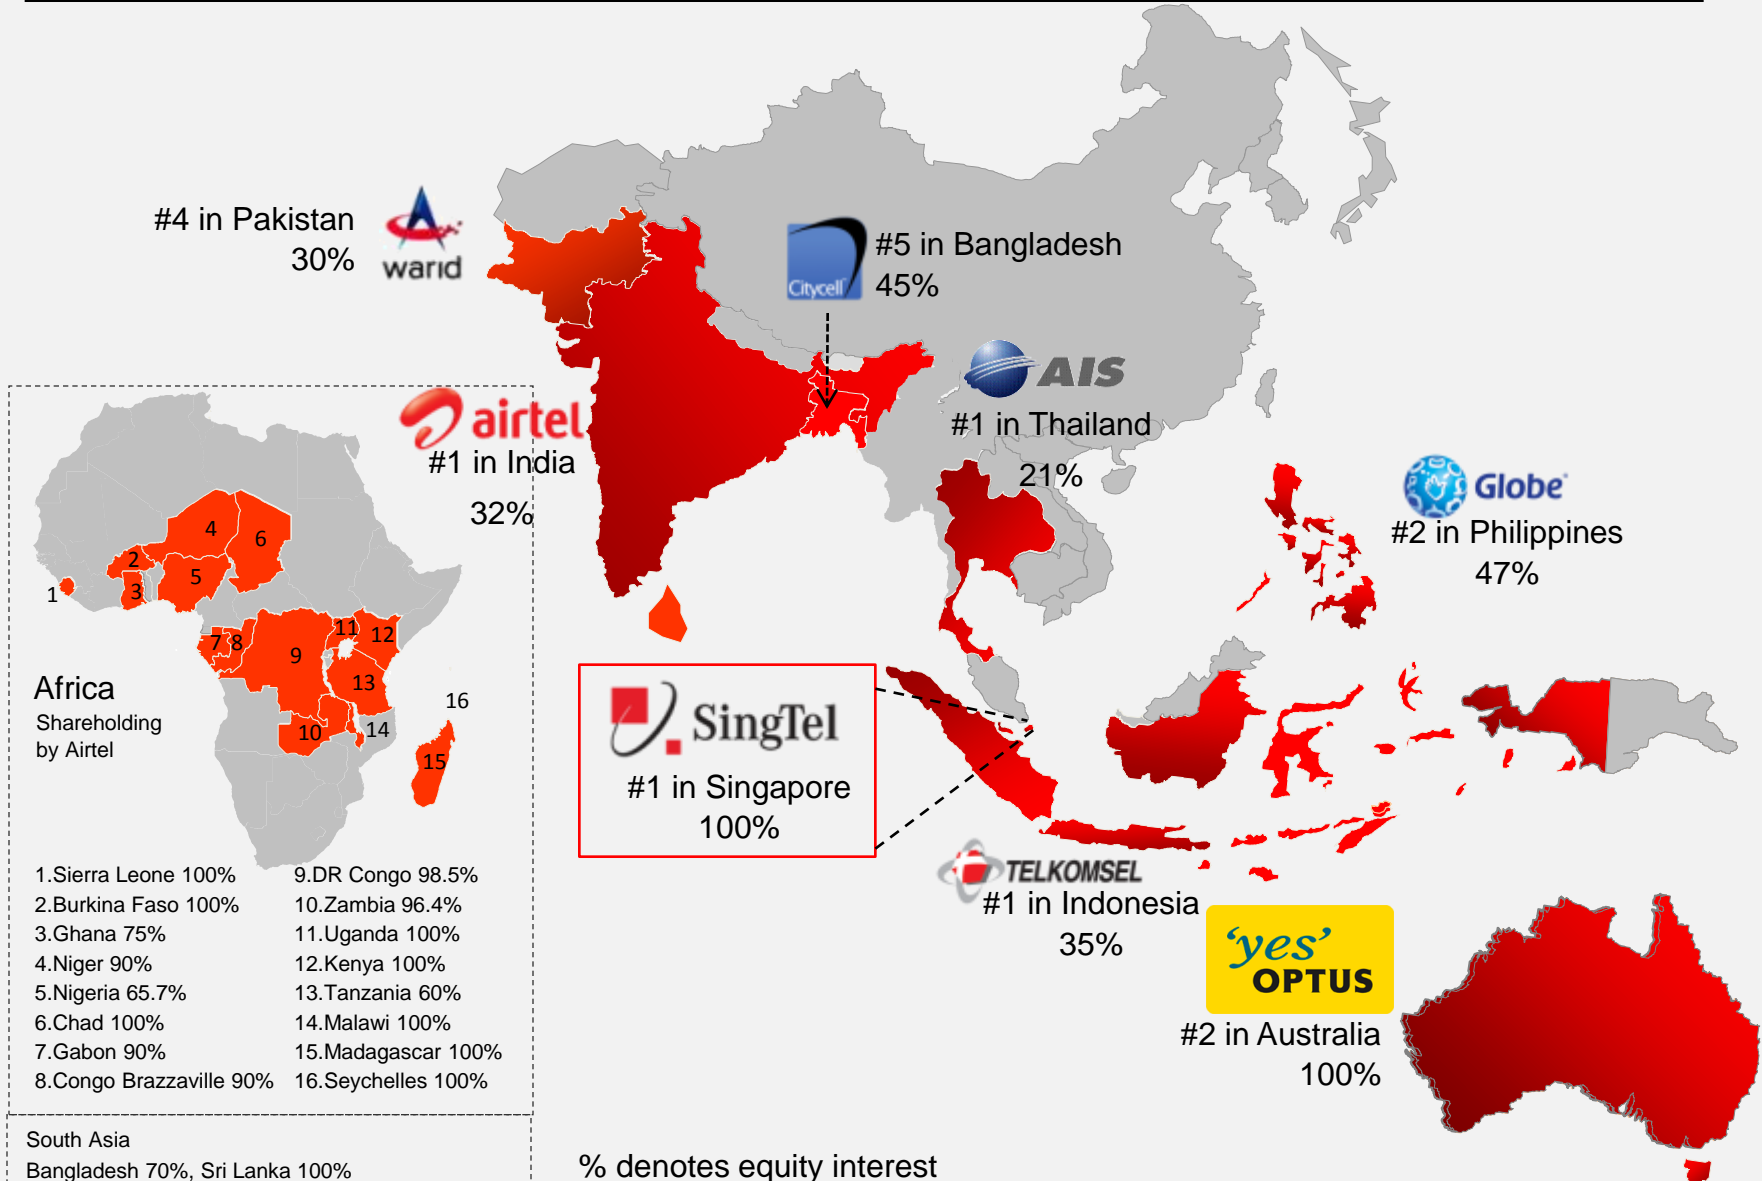 #4 in Pakistan
30%
warid
Citycell
#5 in Bangladesh
45%
AIS
#1 in Thailand
21%
airtel
#1 in India
32%
Globe
#2 in Philippines
47%
SingTel
#1 in Singapore
100%
TELKOMSEL
#1 in Indonesia
35%
'yes'
OPTUS
#2 in Australia
100%
Africa
Shareholding
by Airtel
1
2
3
4
5
6
7
8
9
10
11
12
13
14
15
16
1.Sierra Leone 100%
2.Burkina Faso 100%
3.Ghana 75%
4.Niger 90%
5.Nigeria 65.7%
6.Chad 100%
7.Gabon 90%
8.Congo Brazzaville 90%
9.DR Congo 98.5%
10.Zambia 96.4%
11.Uganda 100%
12.Kenya 100%
13.Tanzania 60%
14.Malawi 100%
15.Madagascar 100%
16.Seychelles 100%
South Asia
Bangladesh 70%, Sri Lanka 100%
% denotes equity interest